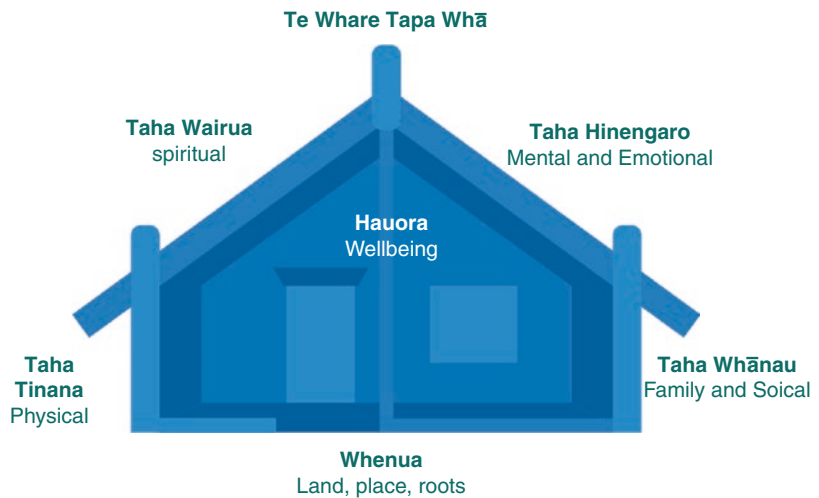 Te Whare Tapa Whā
Taha Wairua
spiritual
Taha Hinengaro
Mental and Emotional
Hauora
Wellbeing
Taha
Tinana
Physical
Taha Whānau
Family and Soical
Whenua
Land, place, roots